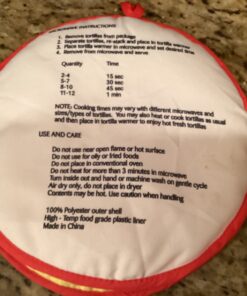 MICROWAVE INSTRUCTIONS
1. Remove tortillas from package
2. Separate tortillas, re-stack and place in tortilla warmer
3. Place tortilla warmer in microwave and set desired time.
4. Remove from microwave and serve
Quantity Time
2-4 15 sec
5-7 30 sec
8-10 45 sec
11-12 1 min
NOTE: Cooking times may vary with different microwaves and
sizes/types of tortillas. You may also heat or cook tortillas as usual
and then place in tortilla warmer to enjoy hot fresh tortillas
USE AND CARE
Do not use near open flame or hot surface
Do not use for oily or fried foods
Do not place in conventional oven
Do not heat for more than 3 minutes in microwave
Turn inside out and hand or machine wash on gentle cycle
Air dry only, do not place in dryer
Contents may be hot. Use caution when handling
100% Polyester outer shell
High - Temp food grade plastic liner
Made in China